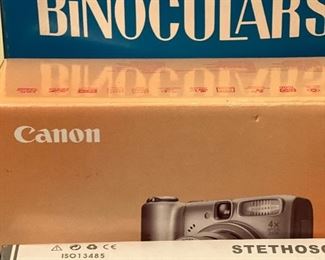 BiNOCULARS
Canon
4x
STETHOSC
ISO13485